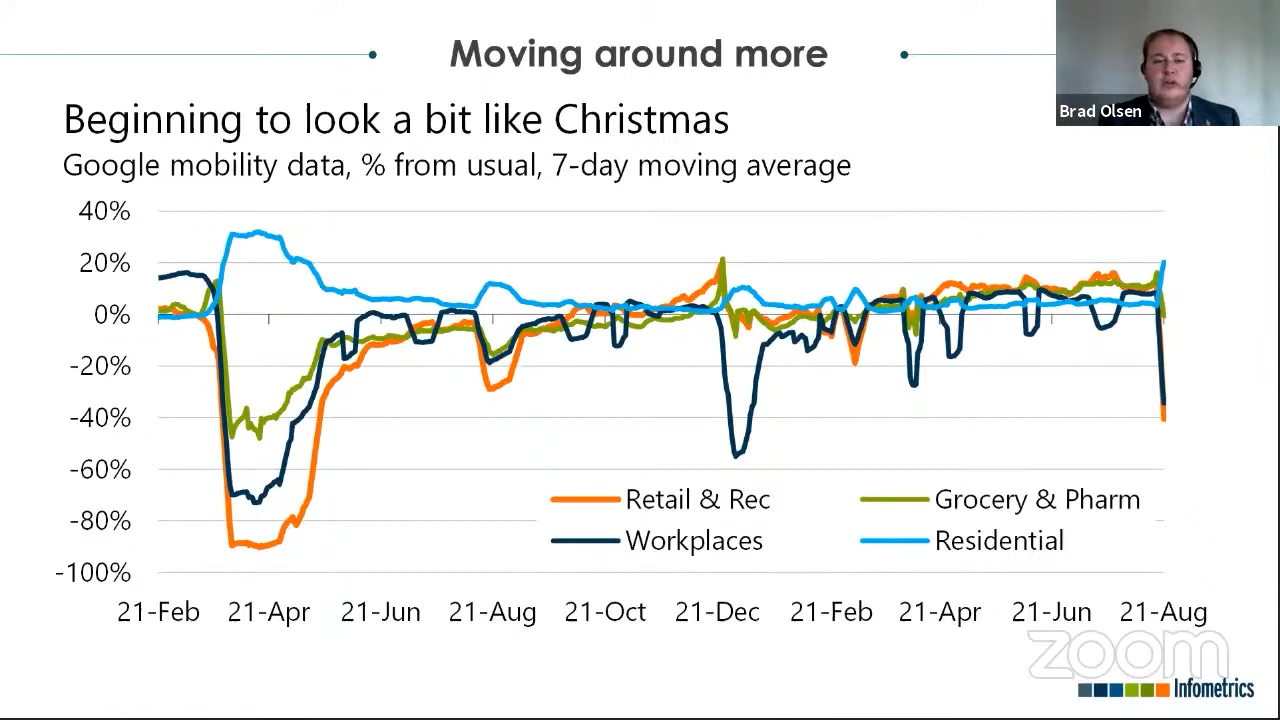 Moving around more
Brad Olsen
Beginning to look a bit like Christmas
Google mobility data, % from usual, 7-day moving average
40%
20%
0%
-20%
-40%
-60%
-80%
-100%
Retail & Rec
Grocery & Pharm
Workplaces
Residential
21-Feb 21-Apr 21-Jun 21-Aug 21-Oct 21-Dec 21-Feb 21-Apr 21-Jun 21-Aug
zoom
Infometrics